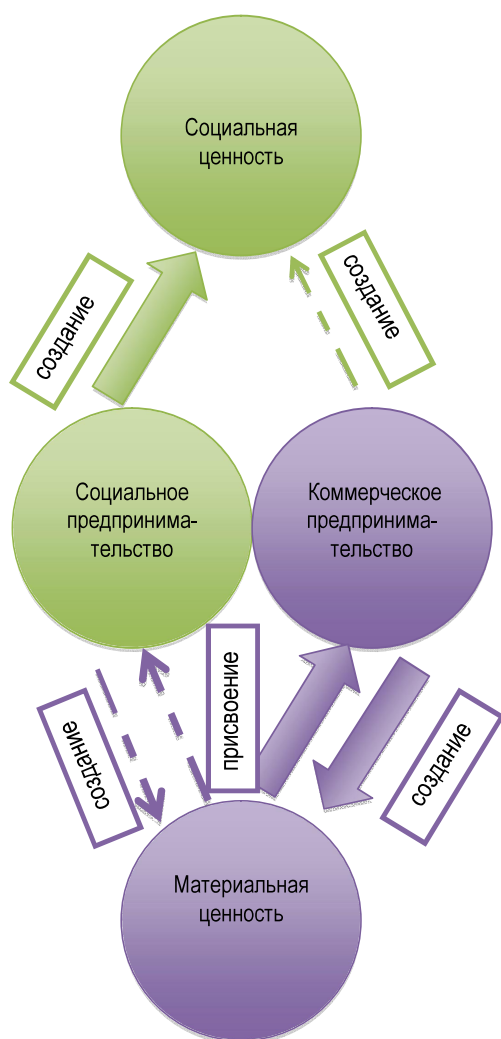 Социальная
ценность
создание
создание
Социальное
предпринима-
тельство
Коммерческое
предпринима-
тельство
создание
присвоение
создание
Материальная
ценность